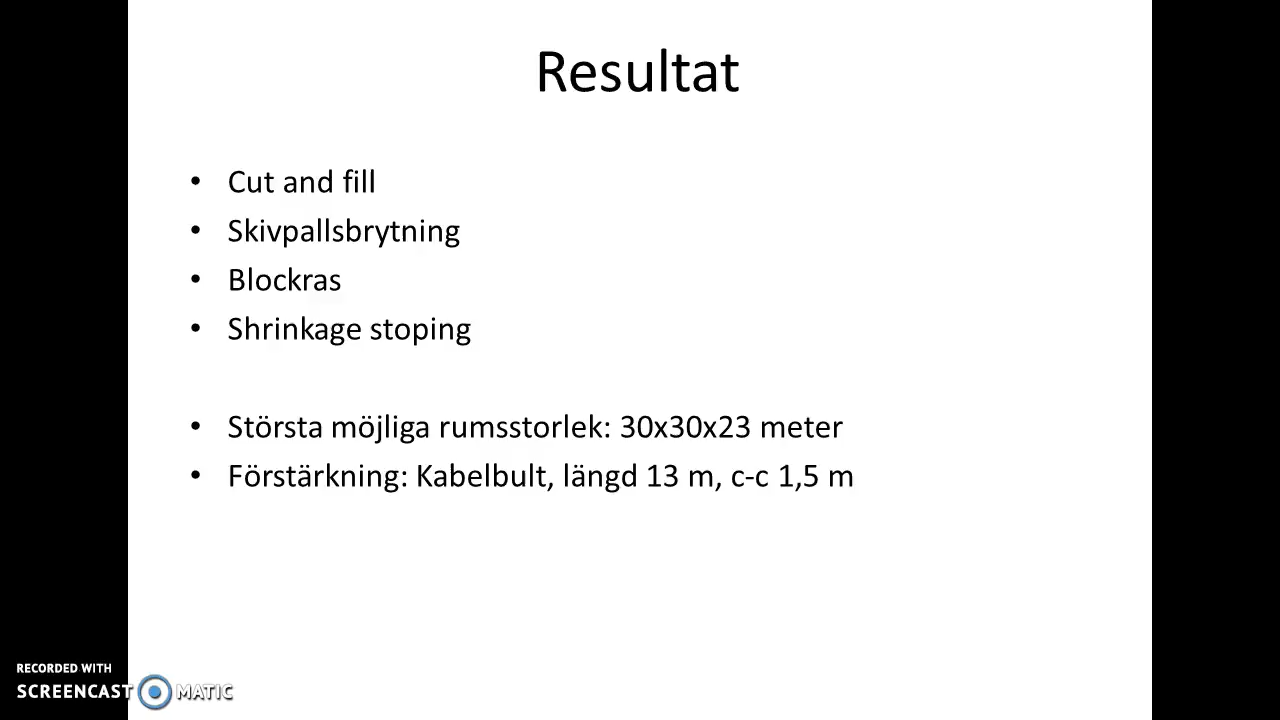 Resultat
• Cut and fill
• Skivpallsbrytning
• Blockras
• Shrinkage stoping
• Största möjliga rumsstorlek: 30x30x23 meter
• Förstärkning: Kabelbult, längd 13 m, c-c 1,5 m
RECORDED WITH
SCREENCAST MATIC